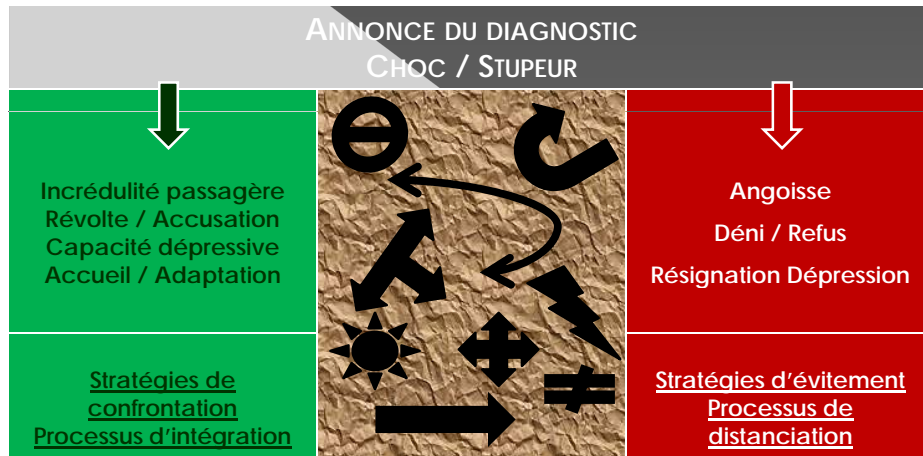 ANNONCE DU DIAGNOSTIC
CHOC / STUPEUR
Incrédulité passagère
Révolte / Accusation
Capacité dépressive
Accueil / Adaptation
Stratégies de
confrontation
Processus d'intégration
Angoisse
Déni / Refus
Résignation Dépression
Stratégies d'évitement
Processus de
distanciation